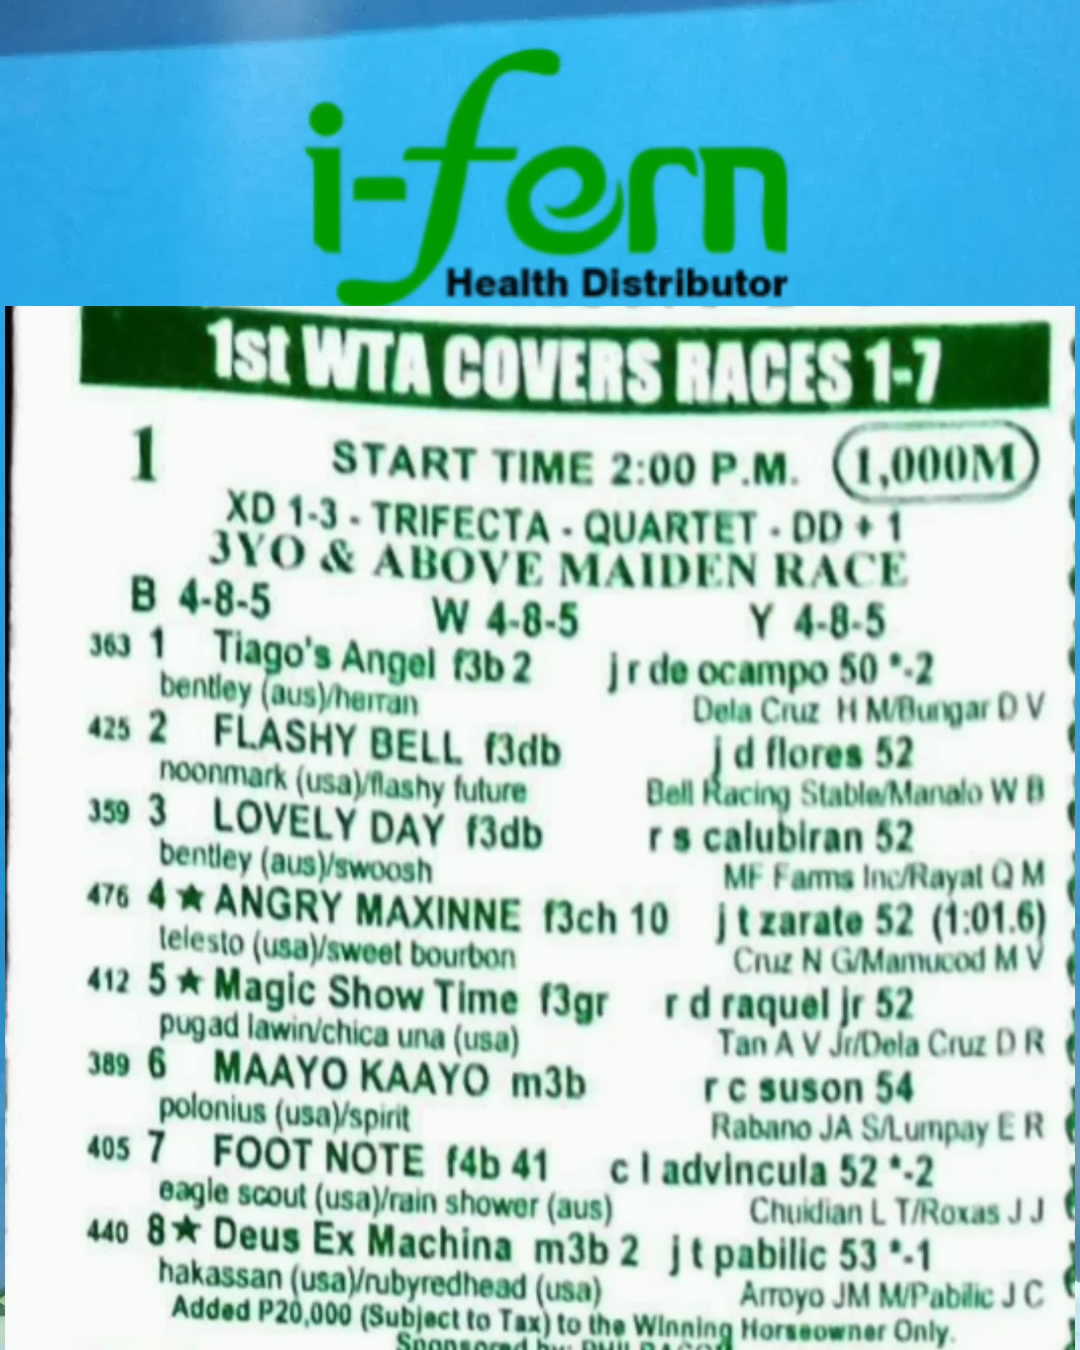 i-fern
Health Distributor
1st WTA COVERS RACES 1-7
1 START TIME 2:00 P.M. 1,000M
XD 1-3 - TRIFECTA - QUARTET - DD + 1
3YO & ABOVE MAIDEN RACE
B 4-8-5 W 4-8-5 Y 4-8-5
363 1 Tiago's Angel f3b 2 j r de ocampo 50 *-2
bentley (aus)/herran Dela Cruz H M/Bungar D V
425 2 FLASHY BELL f3db j d flores 52
noonmark (usa)/flashy future Bell Racing Stable/Manalo W B
359 3 LOVELY DAY f3db r s calubiran 52
bentley (aus)/swoosh MF Farms Inc/Rayat Q M
476 4 ★ ANGRY MAXINNE f3ch 10 j t zarate 52 (1:01.6)
telesto (usa)/sweet bourbon Cruz N G/Mamucod M V
412 5 ★ Magic Show Time f3gr r d raquel jr 52
pugad lawin/chica una (usa) Tan A V Jr/Dela Cruz D R
389 6 MAAYO KAAYO m3b r c suson 54
polonius (usa)/spirit Rabano JA S/Lumpay E R
405 7 FOOT NOTE f4b 41 c l advincula 52 *-2
eagle scout (usa)/rain shower (aus) Chuidian L T/Roxas J J
440 8 ★ Deus Ex Machina m3b 2 j t pabilic 53 *-1
hakassan (usa)/rubyredhead (usa) Arroyo JM M/Pabilic J C
Added P20,000 (Subject to Tax) to the Winning Horseowner Only.
Sponsored by: